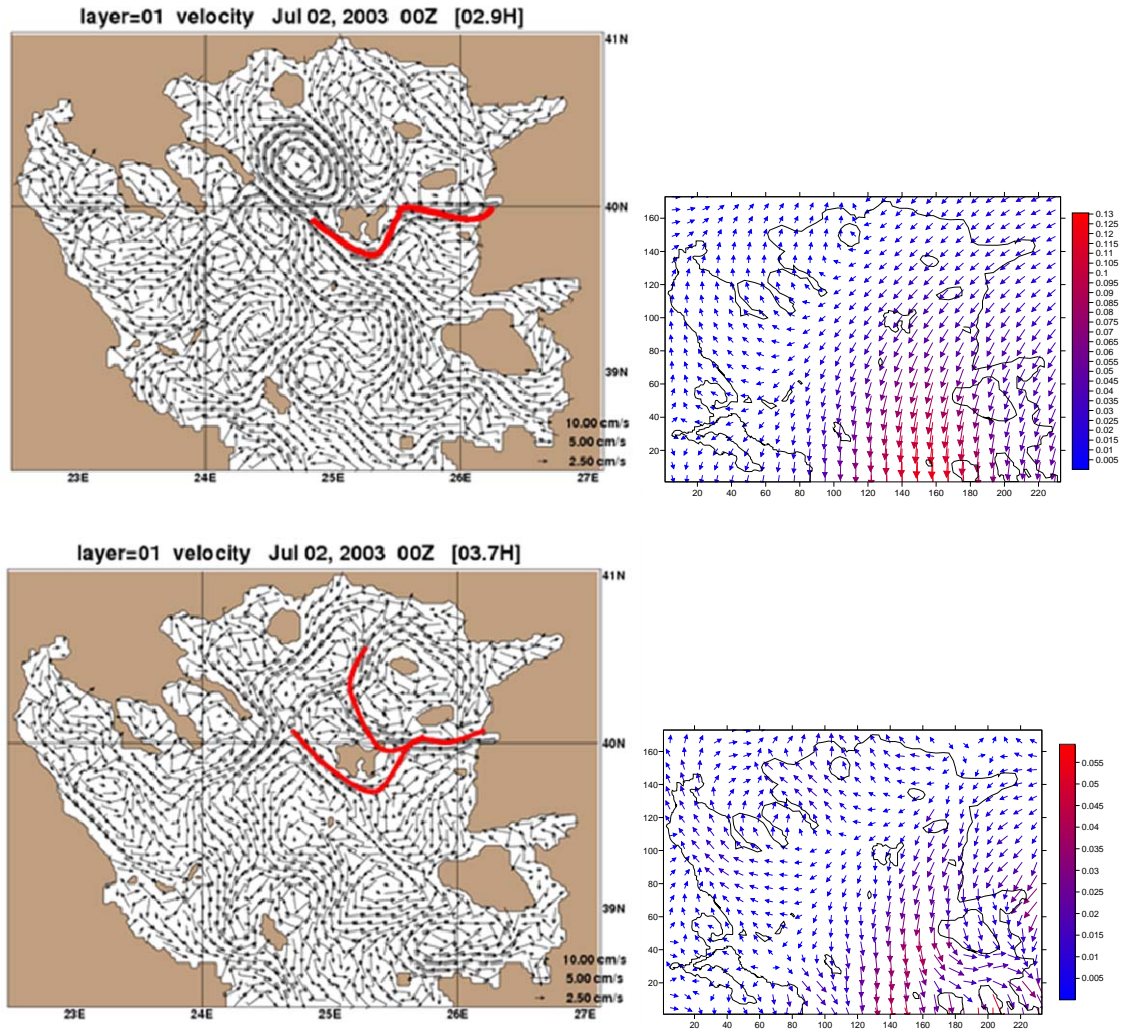 layer=01 velocity Jul 02, 2003 00Z [02.9H]
41N
40N
39N
10.00 cm/s
5.00 cm/s
2.50 cm/s
23E 24E 25E 26E 27E
160
140
120
100
80
60
40
20
20 40 60 80 100 120 140 160 180 200 220
0.13
0.125
0.12
0.115
0.11
0.105
0.1
0.095
0.09
0.085
0.08
0.075
0.07
0.065
0.06
0.055
0.05
0.045
0.04
0.035
0.03
0.025
0.02
0.015
0.01
0.005
layer=01 velocity Jul 02, 2003 00Z [03.7H]
41N
40N
39N
10.00 cm/s
5.00 cm/s
2.50 cm/s
23E 24E 25E 26E 27E
160
140
120
100
80
60
40
20
20 40 60 80 100 120 140 160 180 200 220
0.055
0.05
0.045
0.04
0.035
0.03
0.025
0.02
0.015
0.01
0.005